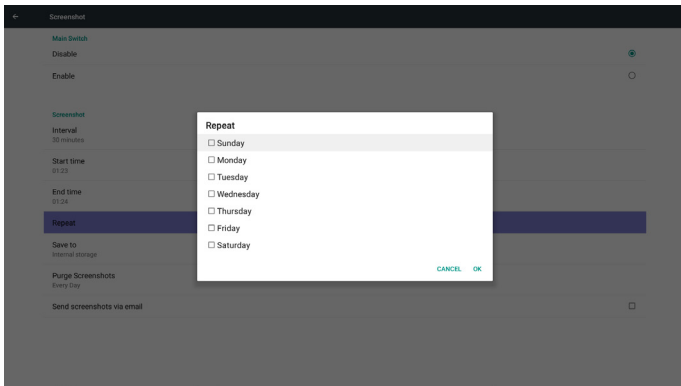 Screenshot
Main Switch
Disable
Enable
Screenshot
Interval
30 minutes
Start time
01:23
End time
01:24
Repeat
Save to
Internal storage
Purge Screenshots
Every Day
Send screenshots via email
Repeat
Sunday
Monday
Tuesday
Wednesday
Thursday
Friday
Saturday
CANCEL OK